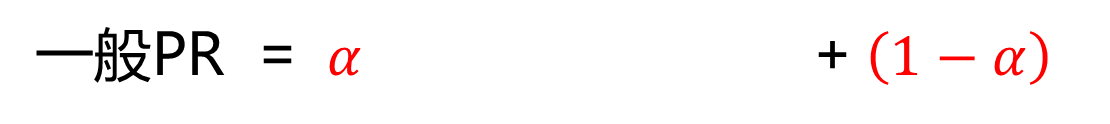 一般PR = α + (1 − α)